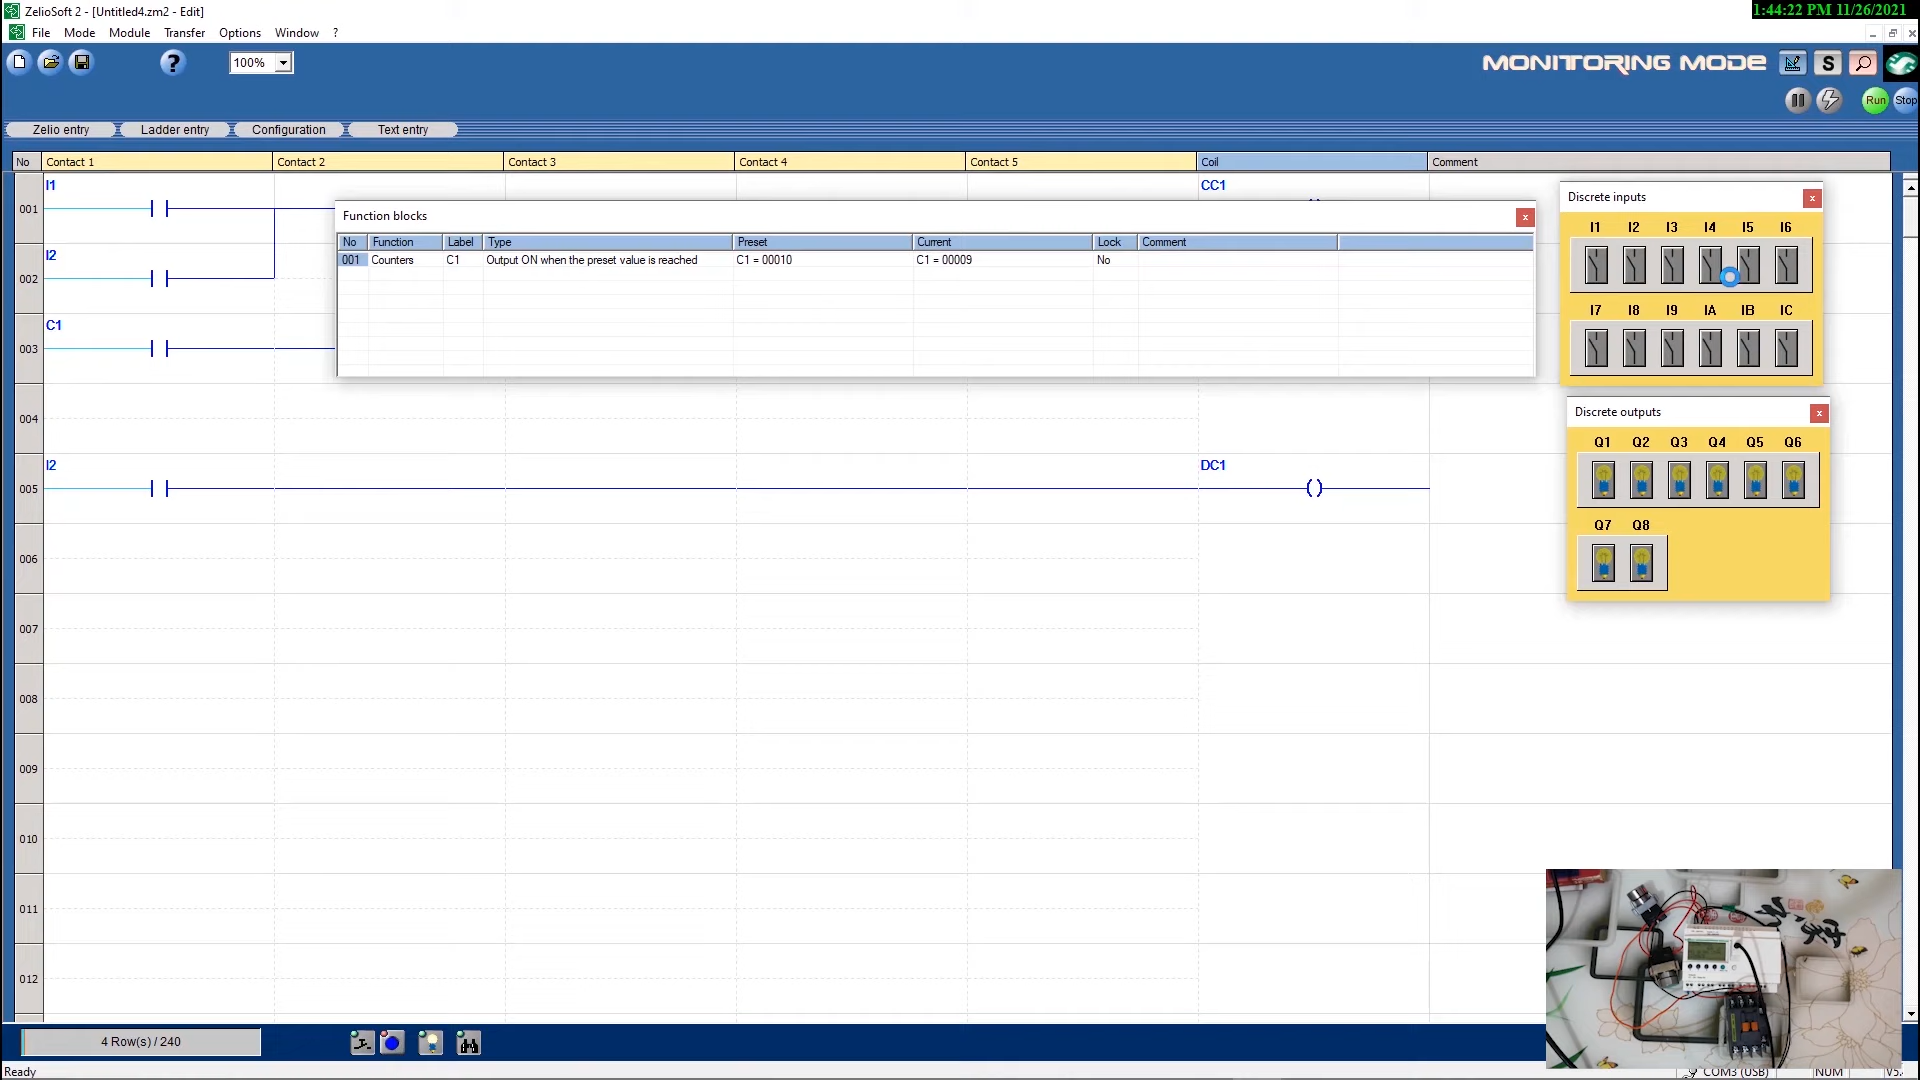 ZelioSoft 2 - [Untitled4.zm2 - Edit]
1:44:22 PM 11/26/2021
File Mode Module Transfer Options Window ?
100%
MONITORING MODE
S
Run Stop
Zelio entry Ladder entry Configuration Text entry
No Contact 1 Contact 2 Contact 3 Contact 4 Contact 5 Coil Comment
I1 CC1
001
I2
002
C1
003
004
I2 DC1
005
006
007
008
009
010
011
012
Function blocks
No Function Label Type Preset Current Lock Comment
001 Counters C1 Output ON when the preset value is reached C1 = 00010 C1 = 00009 No
Discrete inputs
I1 I2 I3 I4 I5 I6
I7 I8 I9 IA IB IC
Discrete outputs
Q1 Q2 Q3 Q4 Q5 Q6
Q7 Q8
4 Row(s) / 240
Ready
COM3 (USB) NUM